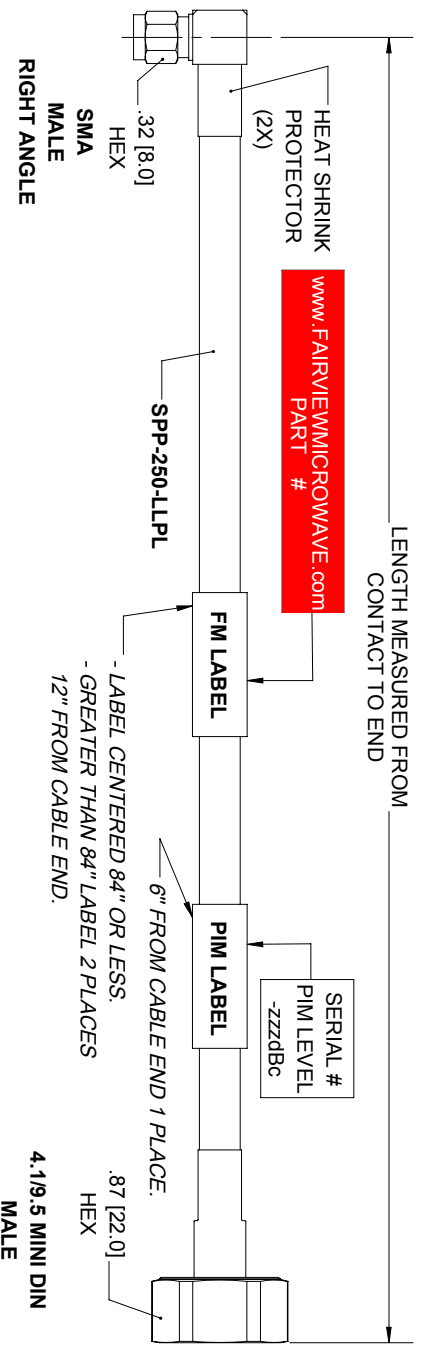 LENGTH MEASURED FROM
CONTACT TO END
HEAT SHRINK
PROTECTOR
(2X)
www.FAIRVIEWMICROWAVE.com
PART #
SERIAL #
PIM LEVEL
-zzzdBc
FM LABEL
PIM LABEL
.32 [8.0]
HEX
SMA
MALE
RIGHT ANGLE
SPP-250-LLPL
- LABEL CENTERED 84" OR LESS.
- GREATER THAN 84" LABEL 2 PLACES
12" FROM CABLE END.
6" FROM CABLE END 1 PLACE.
.87 [22.0]
HEX
4.1/9.5 MINI DIN
MALE